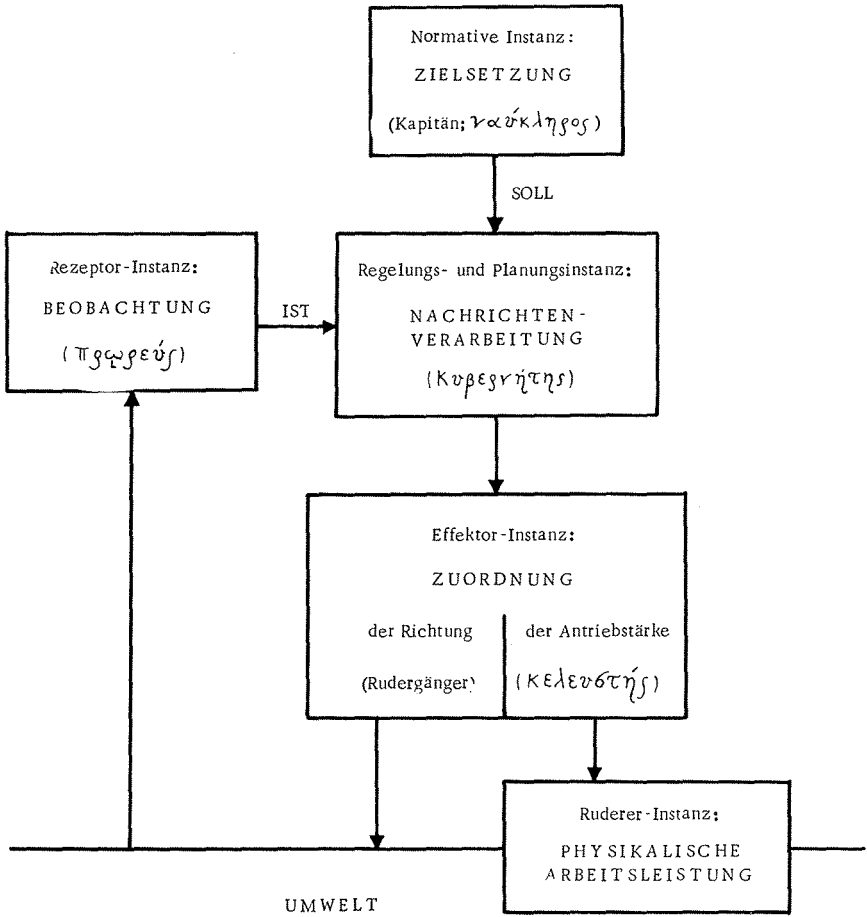 Normative Instanz:
ZIELSETZUNG
(Kapitän; ναύκληρος)
SOLL
Rezeptor-Instanz:
BEOBACHTUNG
(πρῳρεύς)
IST
Regelungs- und Planungsinstanz:
NACHRICHTEN-
VERARBEITUNG
(Κυβερνήτης)
Effektor-Instanz:
ZUORDNUNG
der Richtung
(Rudergänger)
der Antriebstärke
(κελευστής)
Ruderer-Instanz:
PHYSIKALISCHE
ARBEITSLEISTUNG
UMWELT